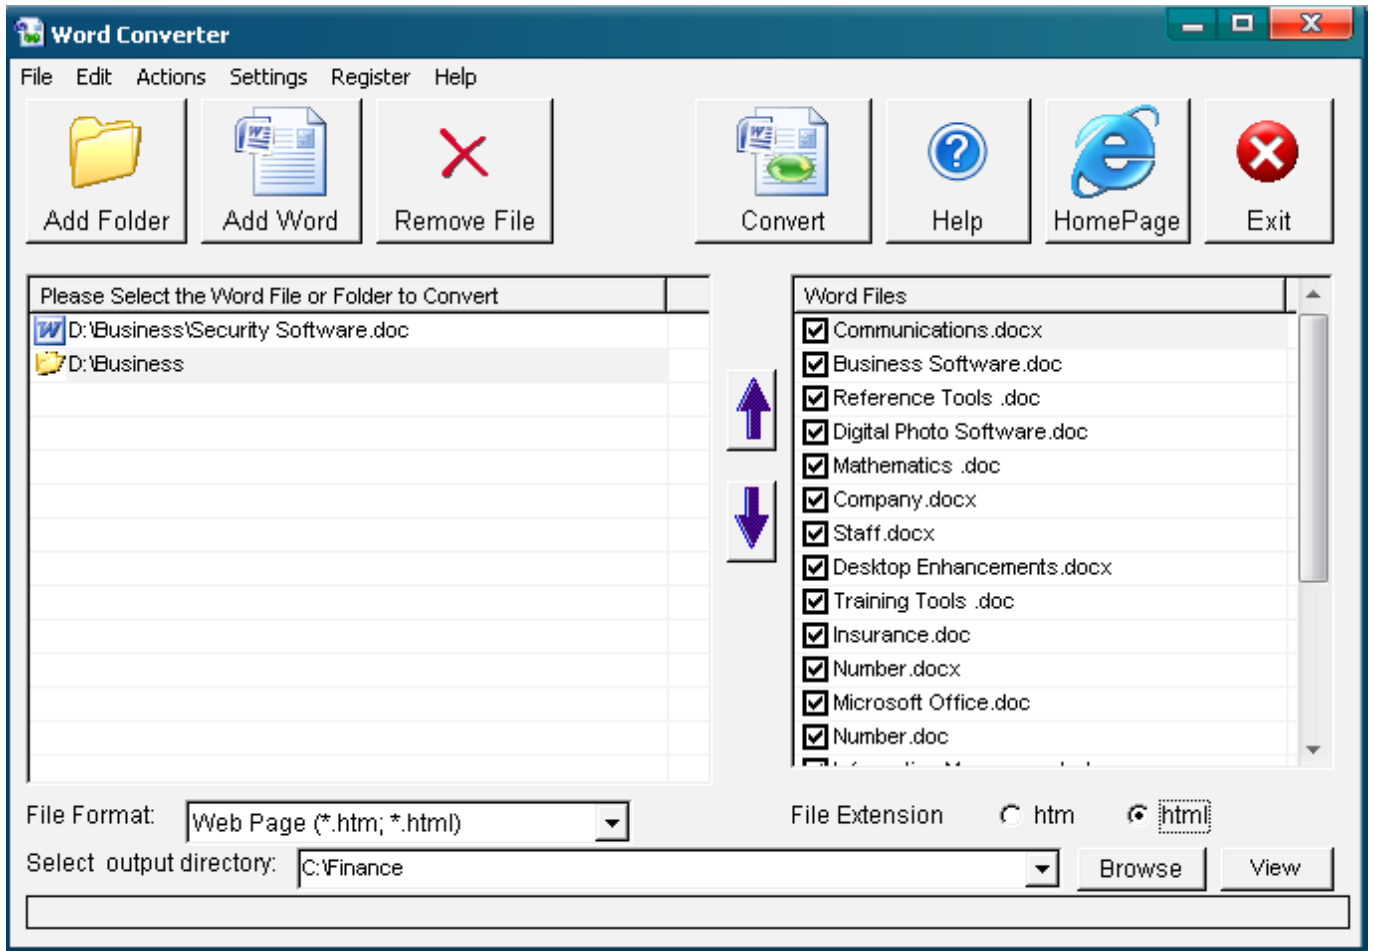 Word Converter
File Edit Actions Settings Register Help
Add Folder Add Word Remove File Convert Help HomePage Exit
Please Select the Word File or Folder to Convert
D:\Business\Security Software.doc
D:\Business
Word Files
Communications.docx
Business Software.doc
Reference Tools .doc
Digital Photo Software.doc
Mathematics .doc
Company.docx
Staff.docx
Desktop Enhancements.docx
Training Tools .doc
Insurance.doc
Number.docx
Microsoft Office.doc
Number.doc
File Format: Web Page (*.htm; *.html)
File Extension htm html
Select output directory: C:\Finance Browse View